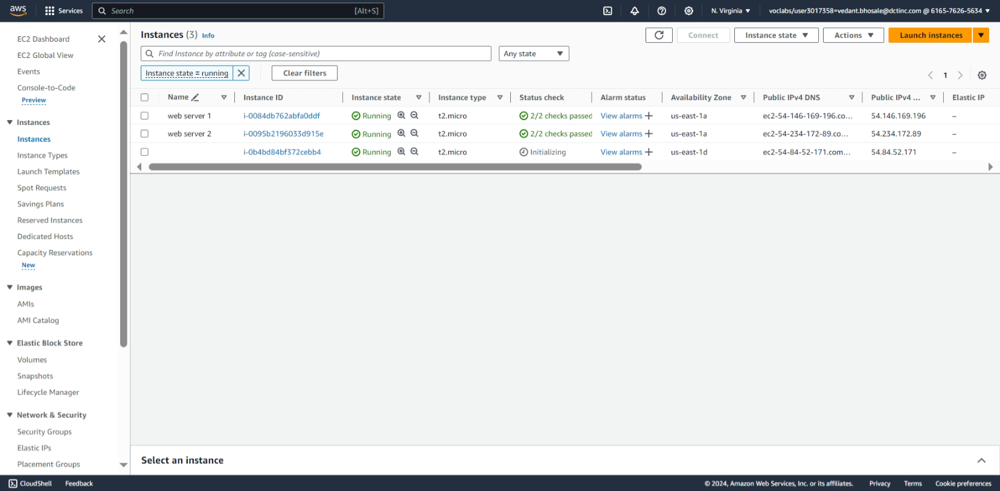 aws Services Search [Alt+S] N. Virginia voclabs/user3017358=vedant.bhosale@dctinc.com @ 6165-7626-5634
EC2 Dashboard
EC2 Global View
Events
Console-to-Code
Preview
Instances
Instances
Instance Types
Launch Templates
Spot Requests
Savings Plans
Reserved Instances
Dedicated Hosts
Capacity Reservations
New
Images
AMIs
AMI Catalog
Elastic Block Store
Volumes
Snapshots
Lifecycle Manager
Network & Security
Security Groups
Elastic IPs
Placement Groups
Instances (3) Info Connect Instance state Actions Launch instances
Find Instance by attribute or tag (case-sensitive) Any state
Instance state = running Clear filters 1
Name Instance ID Instance state Instance type Status check Alarm status Availability Zone Public IPv4 DNS Public IPv4 ... Elastic IP
web server 1 i-0084db762abfa0ddf Running t2.micro 2/2 checks passed View alarms us-east-1a ec2-54-146-169-196.co... 54.146.169.196 –
web server 2 i-0095b2196033d915e Running t2.micro 2/2 checks passed View alarms us-east-1a ec2-54-234-172-89.co... 54.234.172.89 –
i-0b4bd84bf372cebb4 Running t2.micro Initializing View alarms us-east-1d ec2-54-84-52-171.com... 54.84.52.171 –
Select an instance
CloudShell Feedback © 2024, Amazon Web Services, Inc. or its affiliates. Privacy Terms Cookie preferences